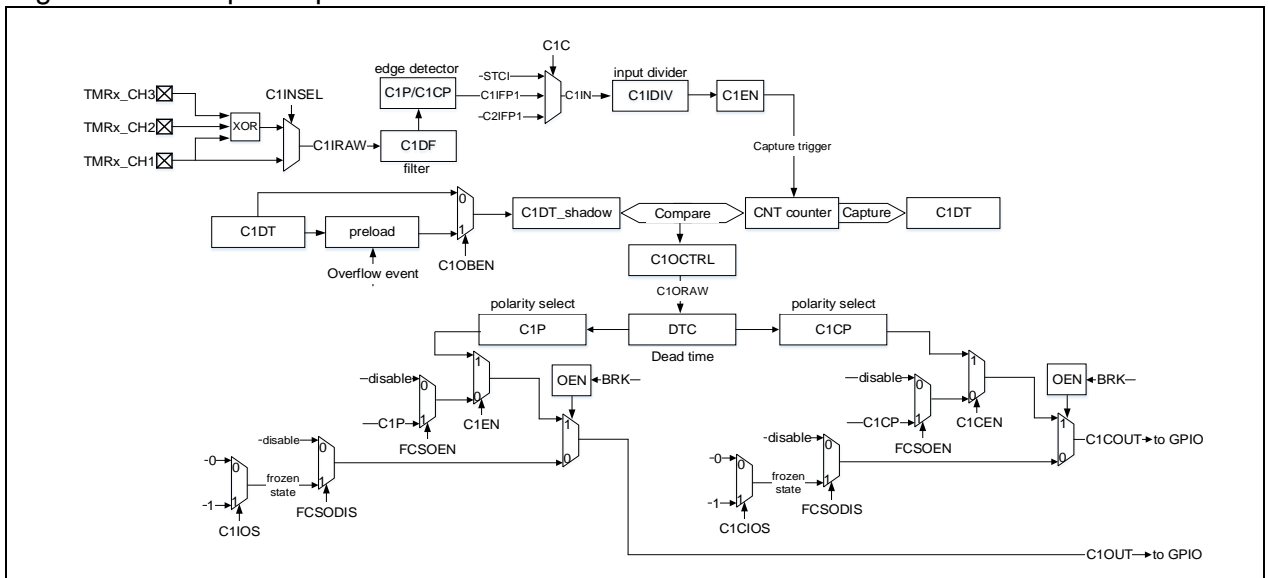 C1C
edge detector
input divider
STCI
C1INSEL
C1P/C1CP
C1IFP1
C1IN
C1IDIV
C1EN
TMRx_CH3
C2IFP1
TMRx_CH2
XOR
C1IRAW
C1DF
TMRx_CH1
filter
Capture trigger
0
C1DT_shadow
Compare
CNT counter
Capture
C1DT
C1DT
preload
1
C1OBEN
Overflow event
C1OCTRL
C1ORAW
polarity select
polarity select
C1P
DTC
C1CP
Dead time
1
1
disable
0
OEN
BRK
disable
0
OEN
BRK
0
0
C1P
1
C1EN
1
C1CP
1
C1CEN
1
FCSOEN
FCSOEN
C1COUT
to GPIO
disable
0
0
disable
0
0
0
0
frozen
state
0
0
frozen
state
1
1
1
1
1
1
FCSODIS
FCSODIS
C1IOS
C1CIOS
C1OUT
to GPIO